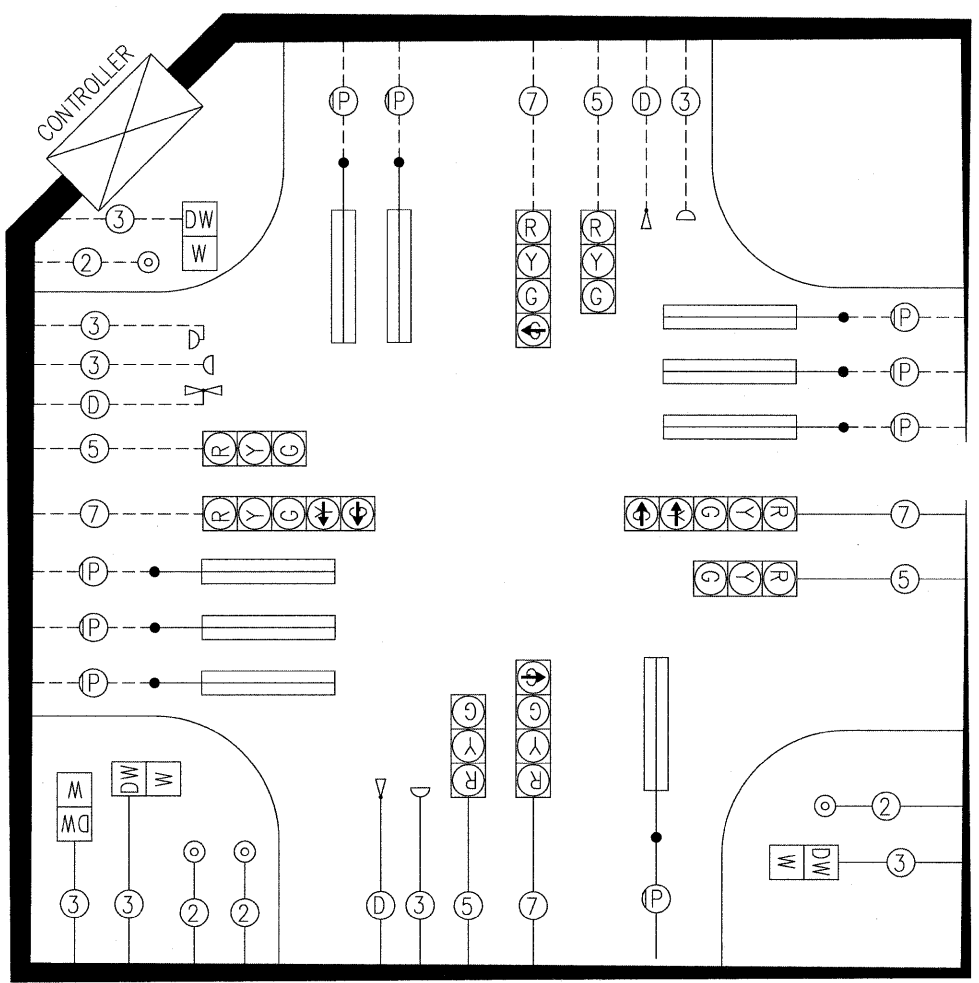 CONTROLLER
P P 7 5 D 3
3 DW
W
2
R Y G G
R Y G
3 D
3
D
5 R Y G
7 R Y G Y G
P
P
P
P
P
P
G Y G Y R 7
G Y R 5
G G Y R
G Y R
W DW
DW W
3 3 2 2
D 3 5 7 P
2
W DW 3